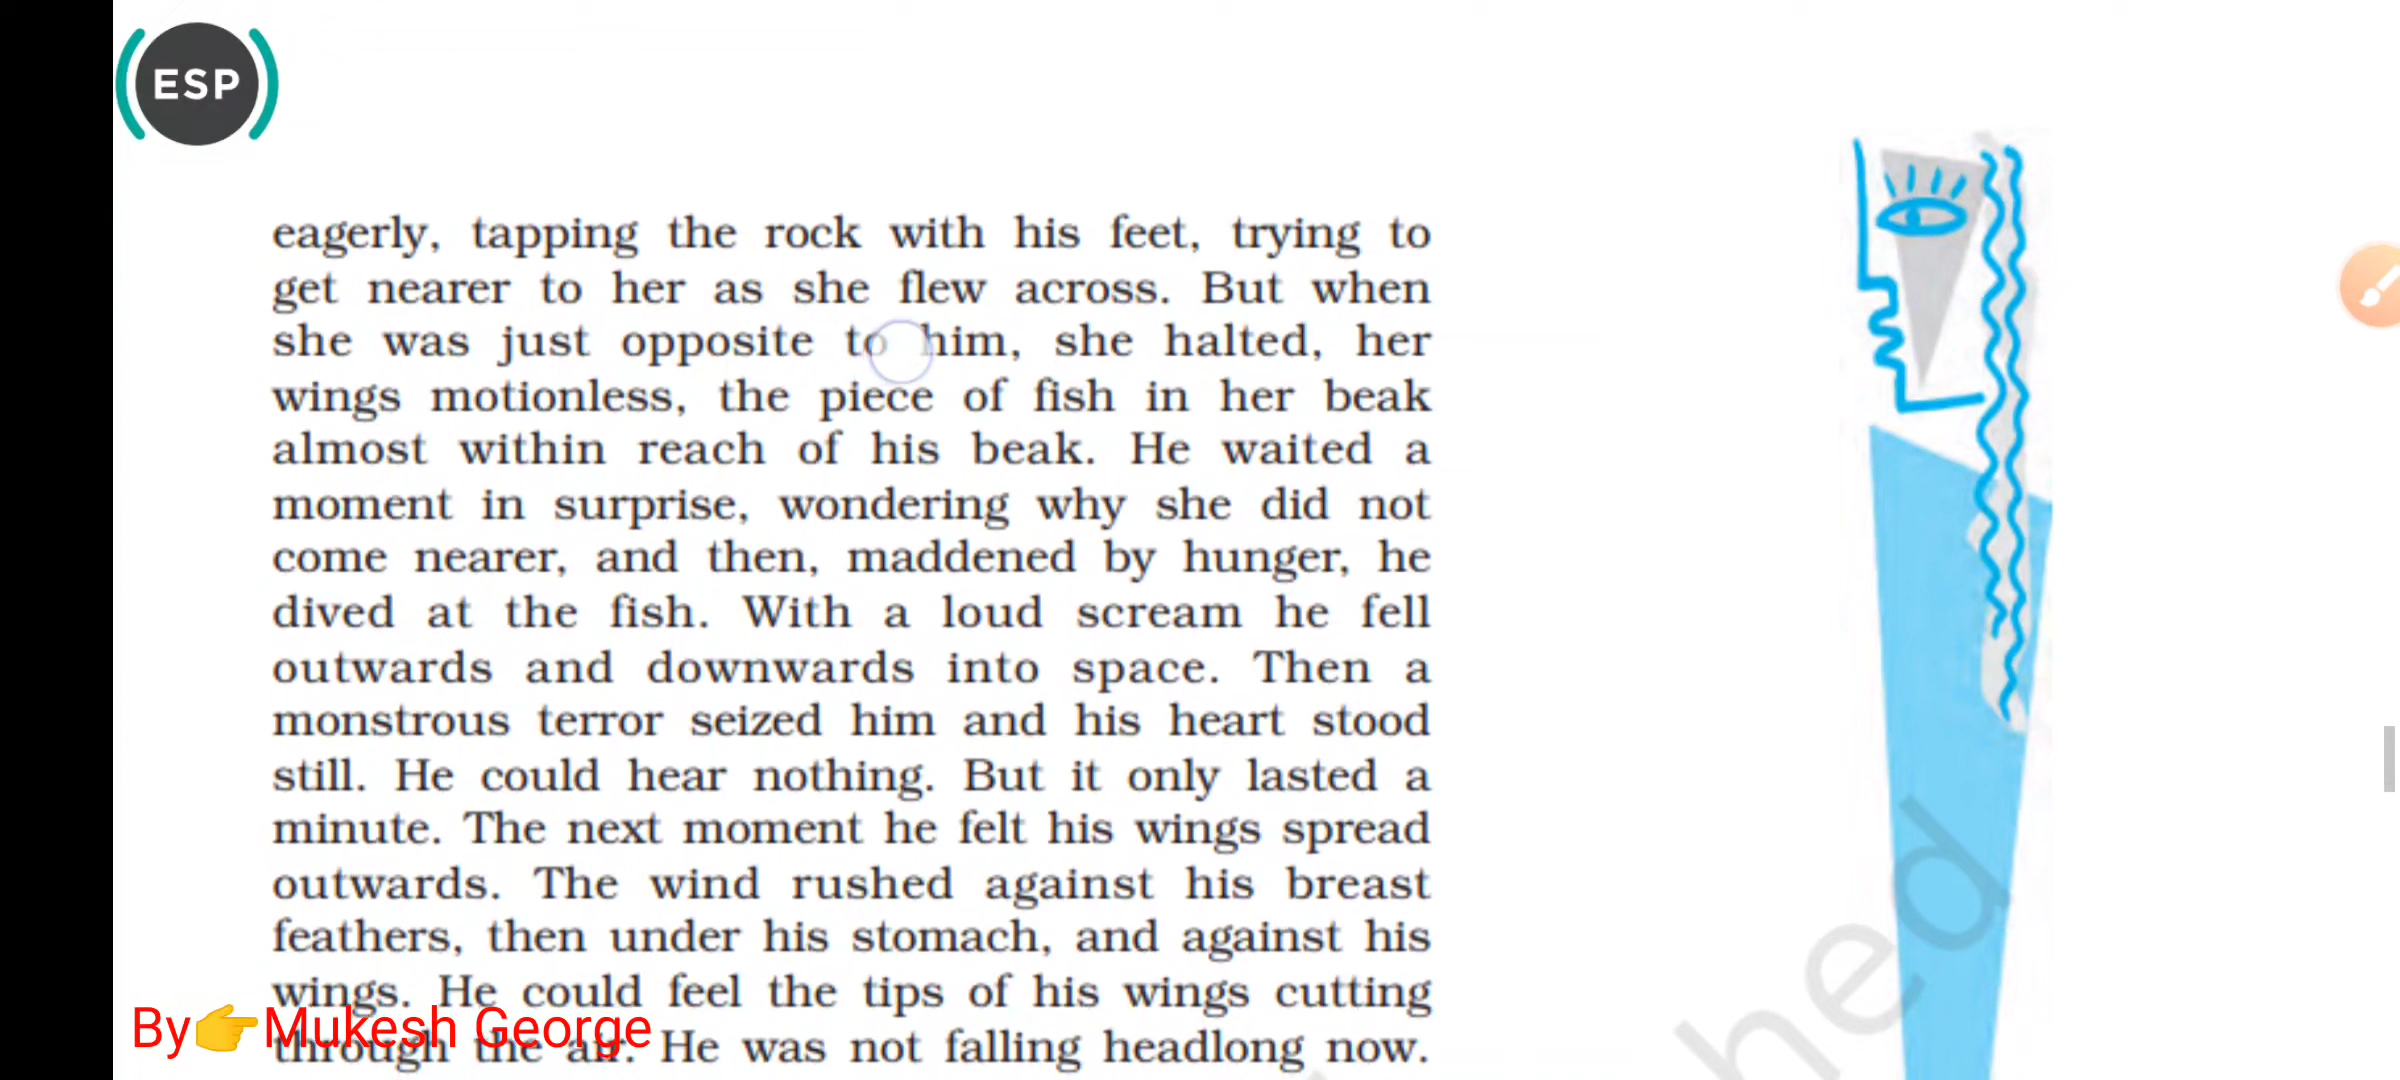 ESP
eagerly, tapping the rock with his feet, trying to
get nearer to her as she flew across. But when
she was just opposite to him, she halted, her
wings motionless, the piece of fish in her beak
almost within reach of his beak. He waited a
moment in surprise, wondering why she did not
come nearer, and then, maddened by hunger, he
dived at the fish. With a loud scream he fell
outwards and downwards into space. Then a
monstrous terror seized him and his heart stood
still. He could hear nothing. But it only lasted a
minute. The next moment he felt his wings spread
outwards. The wind rushed against his breast
feathers, then under his stomach, and against his
wings. He could feel the tips of his wings cutting
through the air. He was not falling headlong now.
By👉Mukesh George
hed